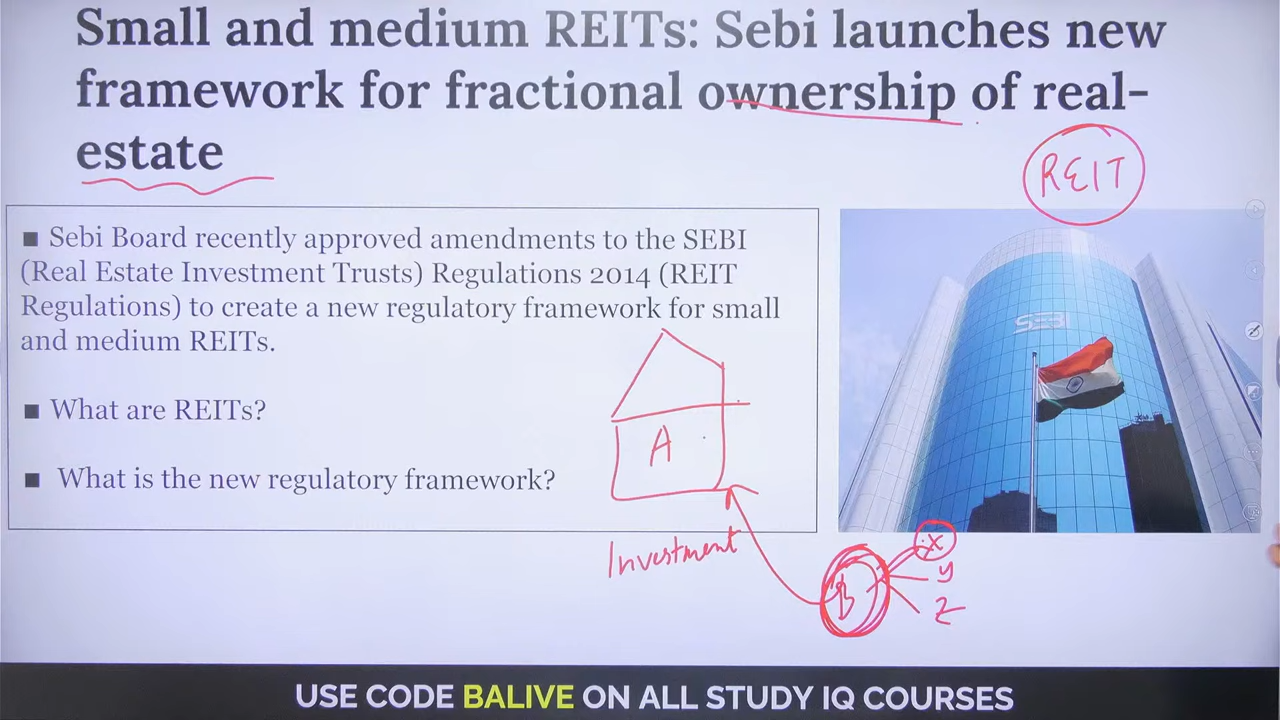 Small and medium REITs: Sebi launches new
framework for fractional ownership of real-
estate
REIT
■ Sebi Board recently approved amendments to the SEBI
(Real Estate Investment Trusts) Regulations 2014 (REIT
Regulations) to create a new regulatory framework for small
and medium REITs.
SEBI
■ What are REITs?
A
■ What is the new regulatory framework?
Investment
B
X
y
Z
USE CODE BALIVE ON ALL STUDY IQ COURSES